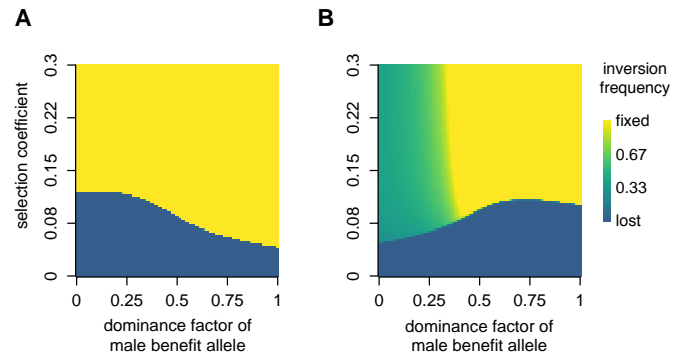 A
selection coefficient
0.3
0.22
0.15
0.08
0
0 0.25 0.5 0.75 1
dominance factor of
male benefit allele
B
0.3
0.22
0.15
0.08
0
0 0.25 0.5 0.75 1
dominance factor of
male benefit allele
inversion
frequency
fixed
0.67
0.33
lost